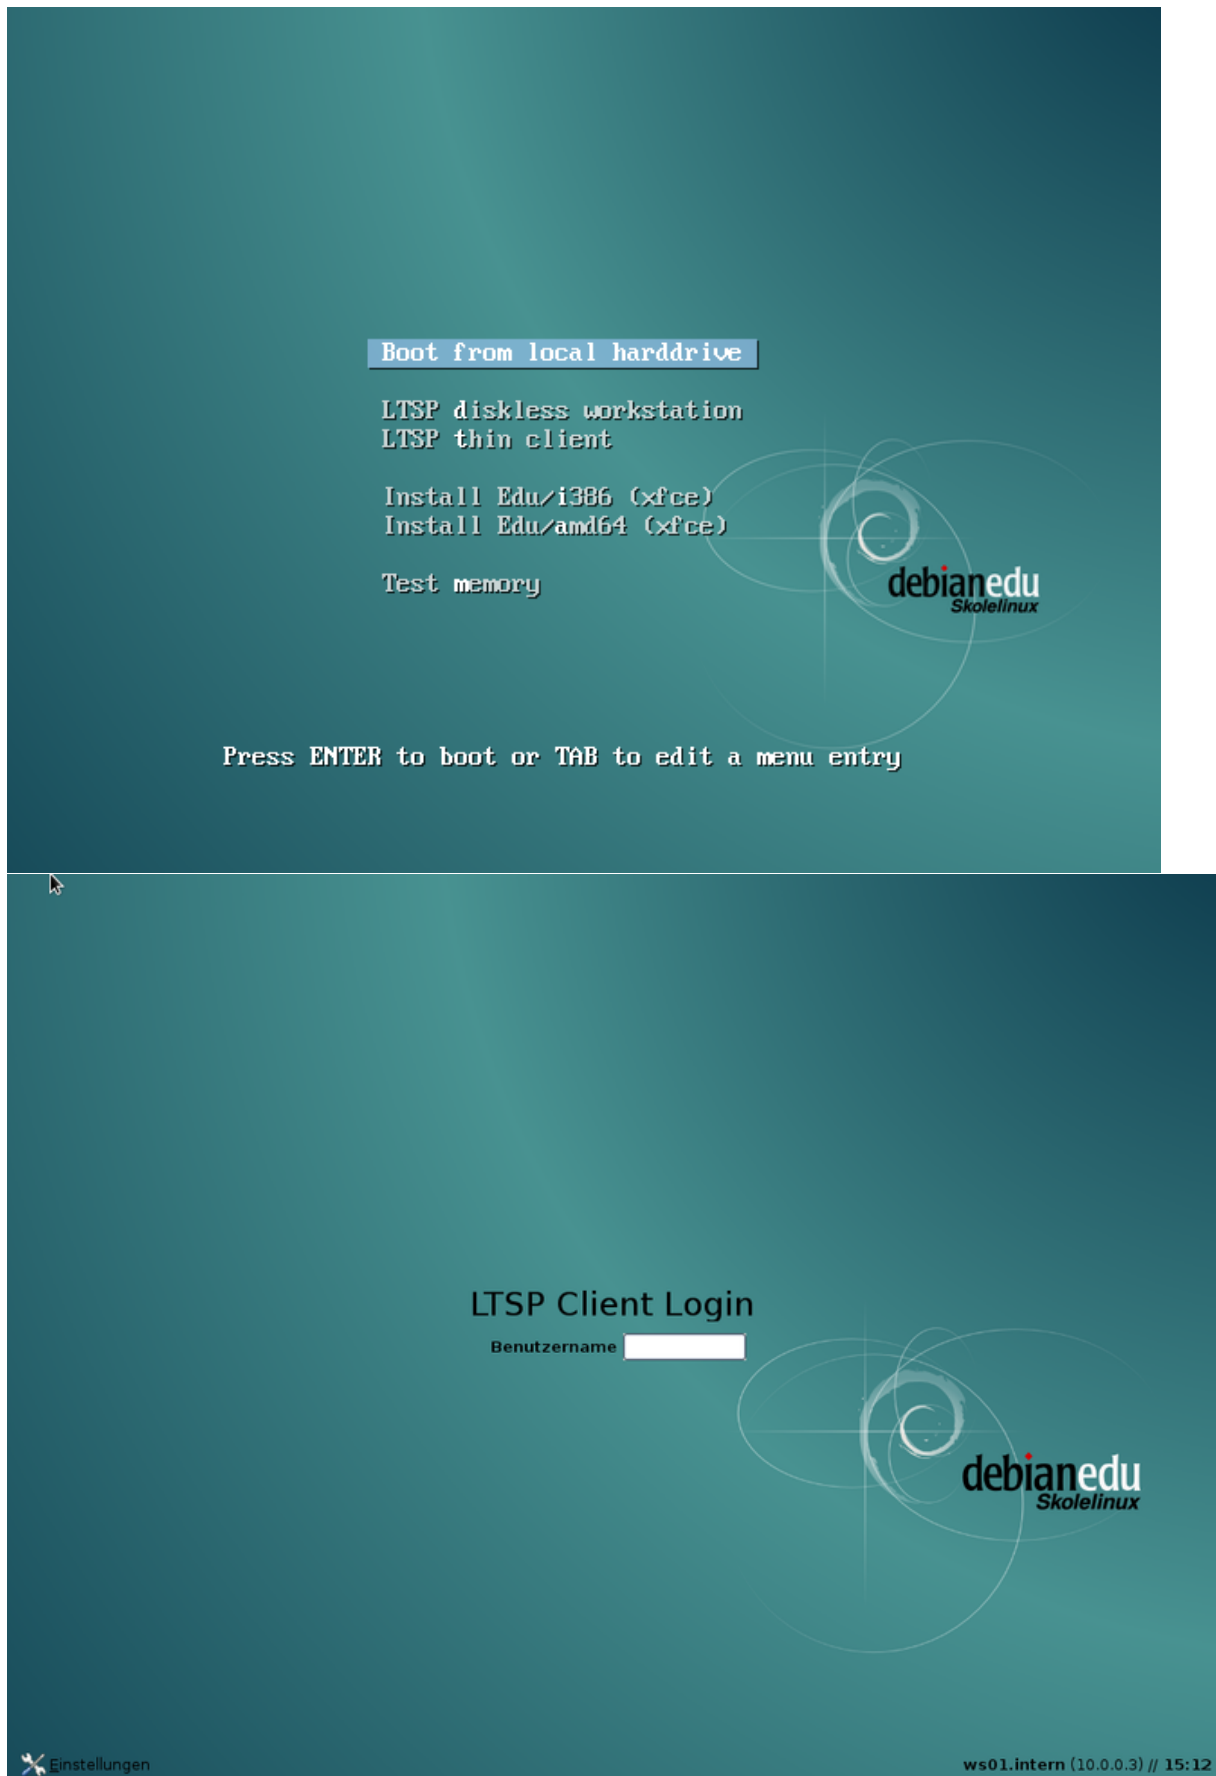 Boot from local harddrive
LTSP diskless workstation
LTSP thin client
Install Edu/i386 (xfce)
Install Edu/amd64 (xfce)
Test memory
debianedu
Skolelinux
Press ENTER to boot or TAB to edit a menu entry
LTSP Client Login
Benutzername
debianedu
Skolelinux
Einstellungen
ws01.intern (10.0.0.3) // 15:12